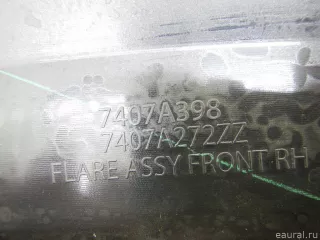 7407A398
7407A272ZZ
FLARE ASSY FRONT RH
eaural.ru